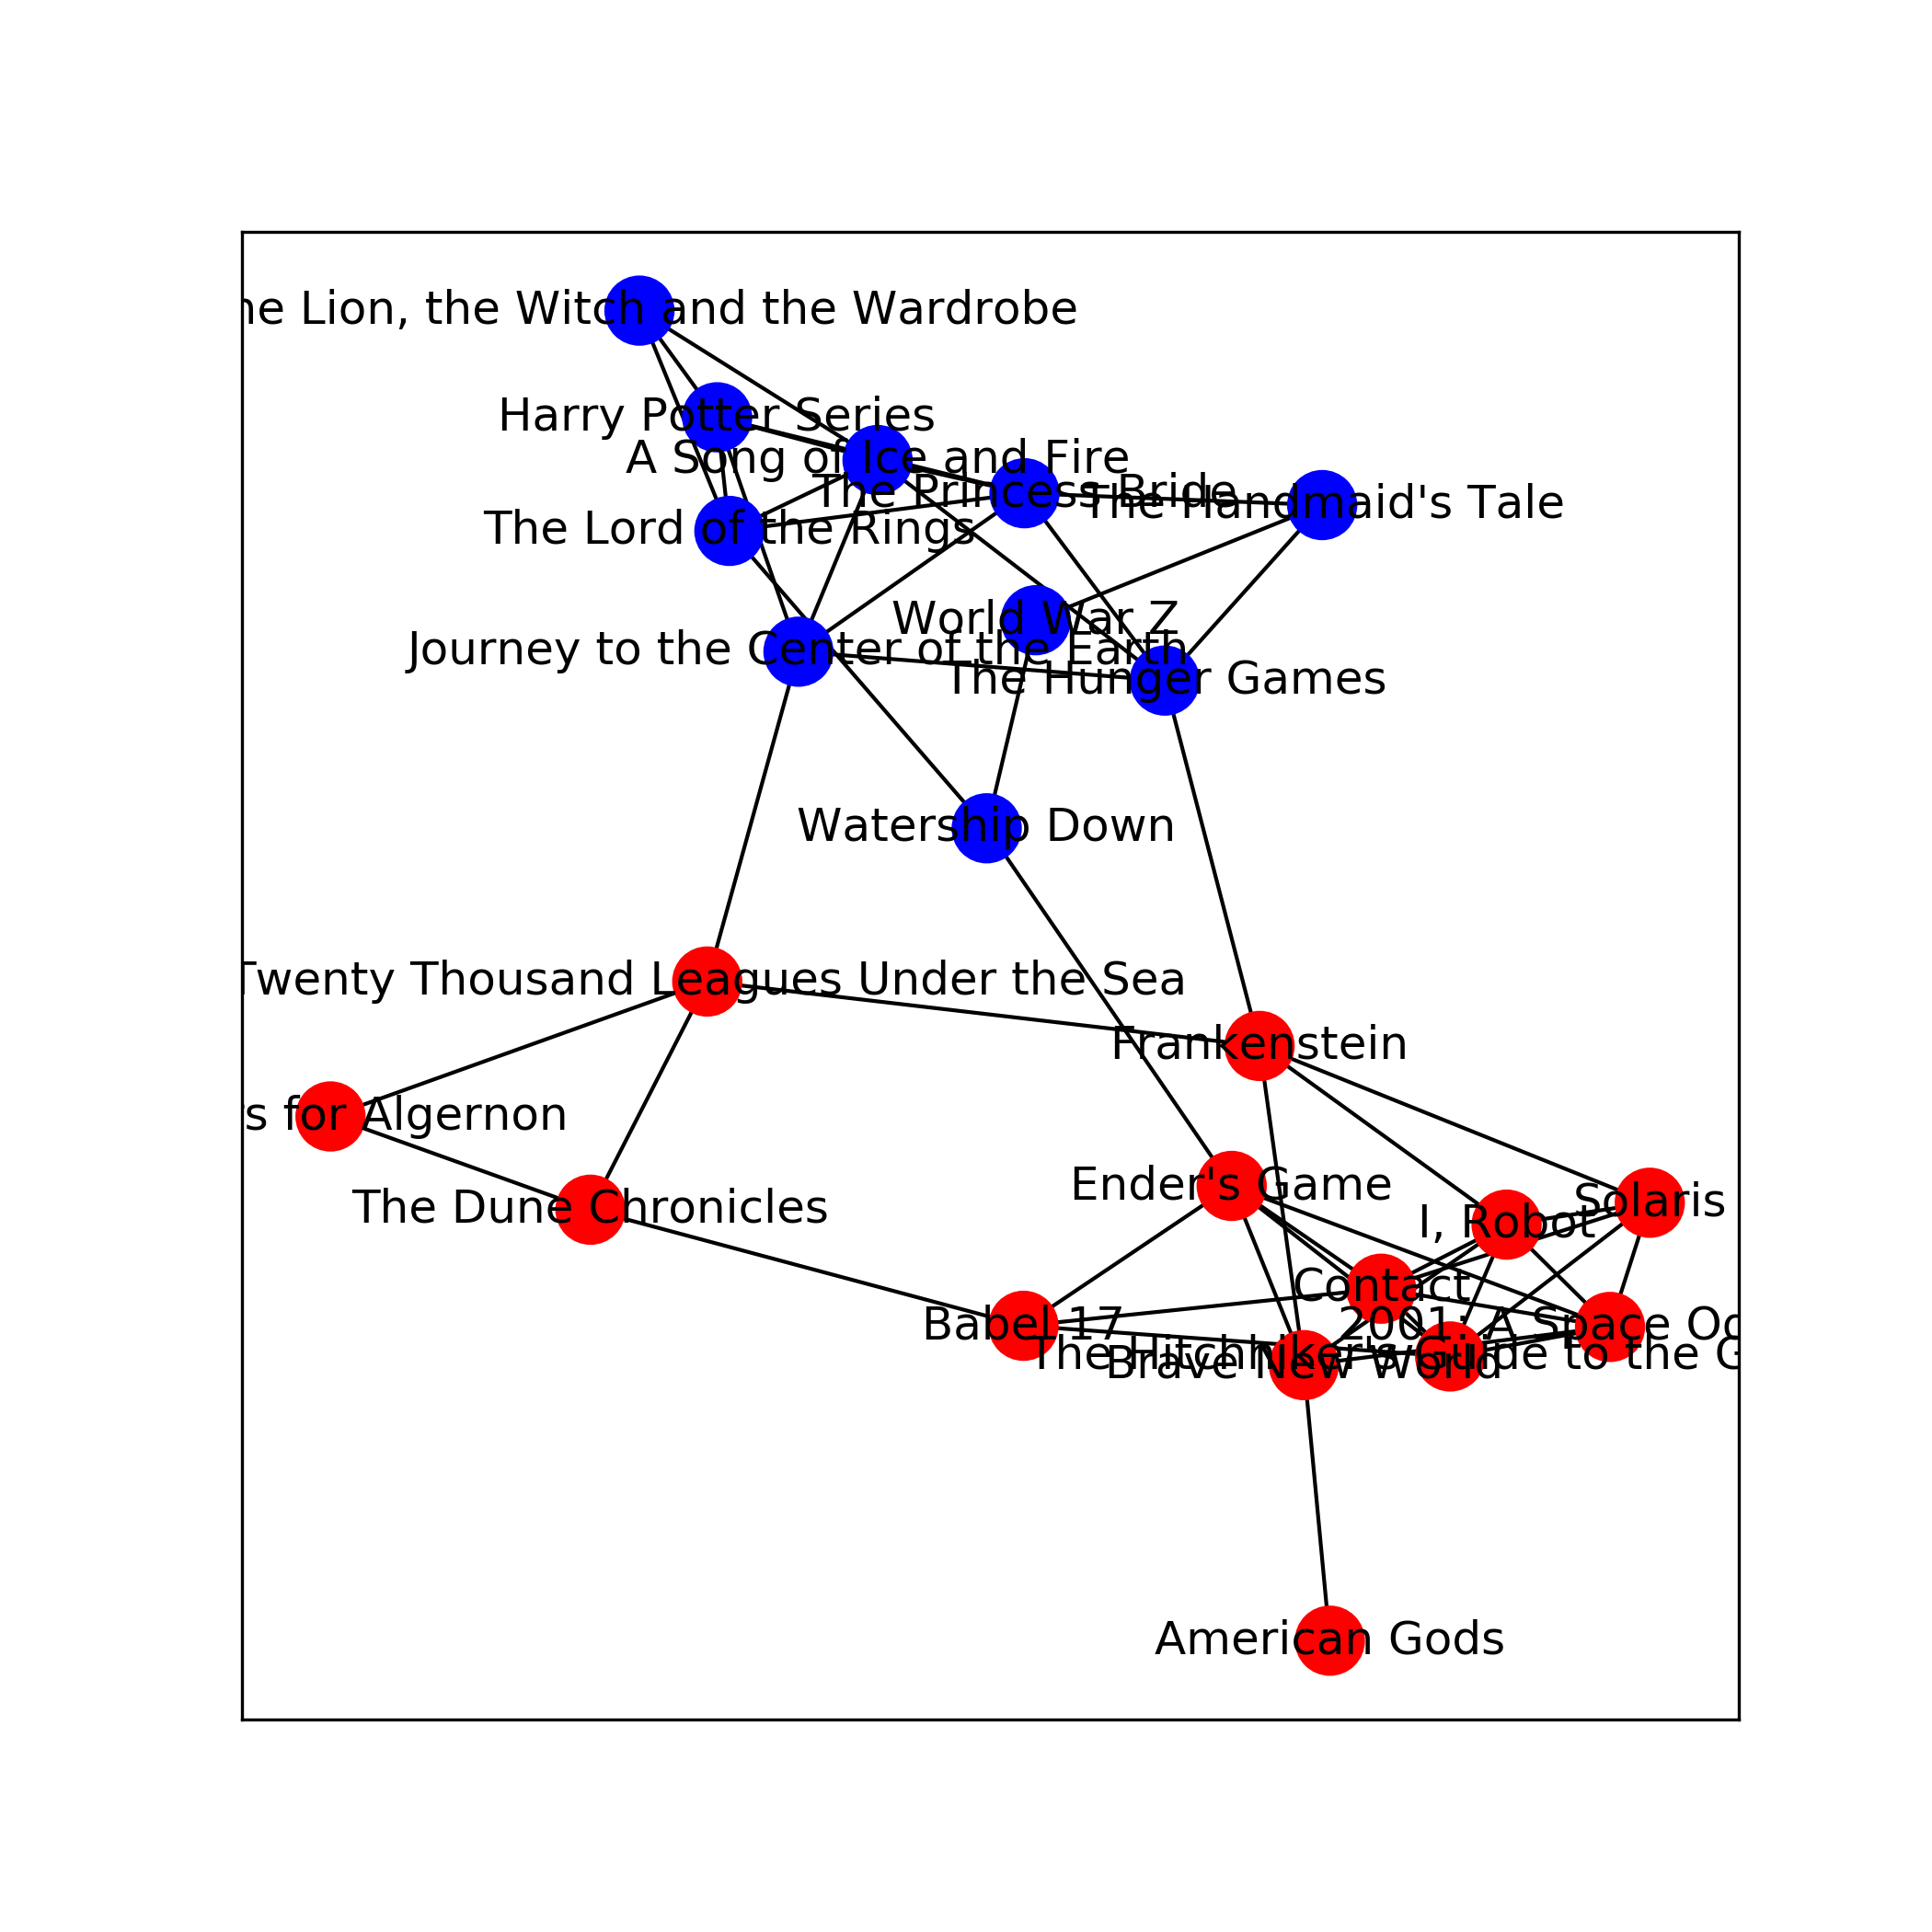 he Lion, the Witch and the Wardrobe
Harry Potter Series
A Song of Ice and Fire
The Princess Bride
The Handmaid's Tale
The Lord of the Rings
World War Z
Journey to the Center of the Earth
The Hunger Games
Watership Down
Twenty Thousand Leagues Under the Sea
Frankenstein
s for Algernon
Ender's Game
Solaris
The Dune Chronicles
I, Robot
Contact
Babel 17
2001: A Space Od
The Hitchhiker's Guide to the G
Brave New World
American Gods